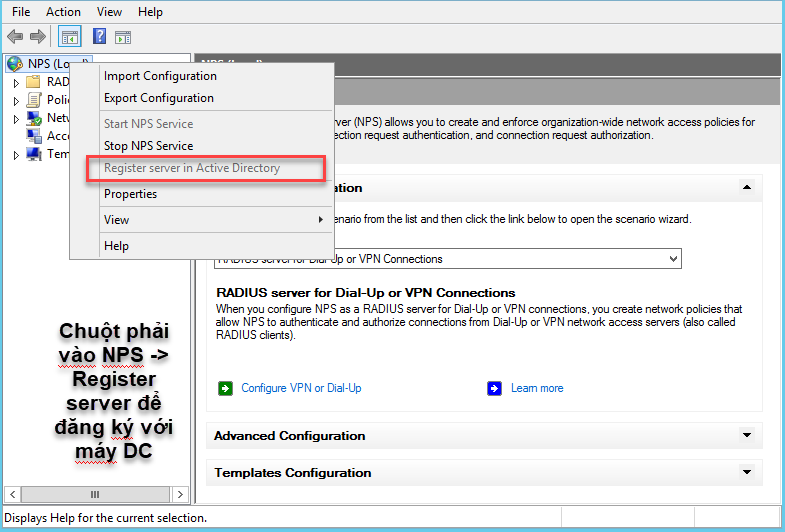 File Action View Help
NPS (Local)
RAD
Polic
Netw
Acce
Tem
Import Configuration
Export Configuration
Start NPS Service
Stop NPS Service
Register server in Active Directory
Properties
View
Help
ver (NPS) allows you to create and enforce organization-wide network access policies for
ction request authentication, and connection request authorization.
ation
enario from the list and then click the link below to open the scenario wizard.
RADIUS server for Dial-Up or VPN Connections
RADIUS server for Dial-Up or VPN Connections
When you configure NPS as a RADIUS server for Dial-Up or VPN connections, you create network policies that
allow NPS to authenticate and authorize connections from Dial-Up or VPN network access servers (also called
RADIUS clients).
Configure VPN or Dial-Up Learn more
Advanced Configuration
Templates Configuration
Chuột phải
vào NPS ->
Register
server để
đăng ký với
máy DC
Displays Help for the current selection.